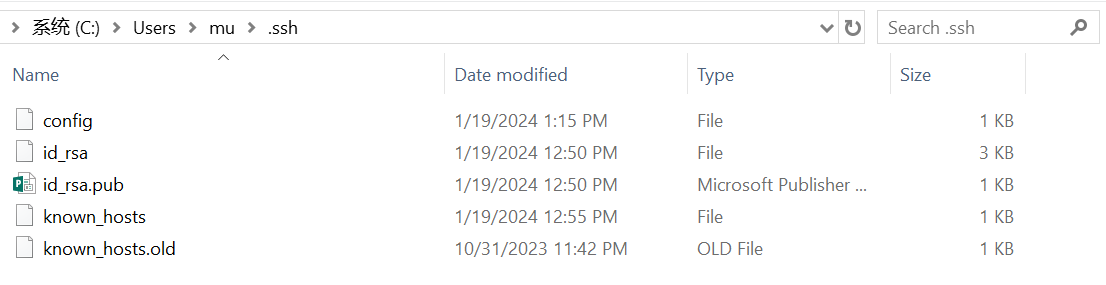 系统 (C:) > Users > mu > .ssh Search .ssh
Name Date modified Type Size
config 1/19/2024 1:15 PM File 1 KB
id_rsa 1/19/2024 12:50 PM File 3 KB
id_rsa.pub 1/19/2024 12:50 PM Microsoft Publisher ... 1 KB
known_hosts 1/19/2024 12:55 PM File 1 KB
known_hosts.old 10/31/2023 11:42 PM OLD File 1 KB